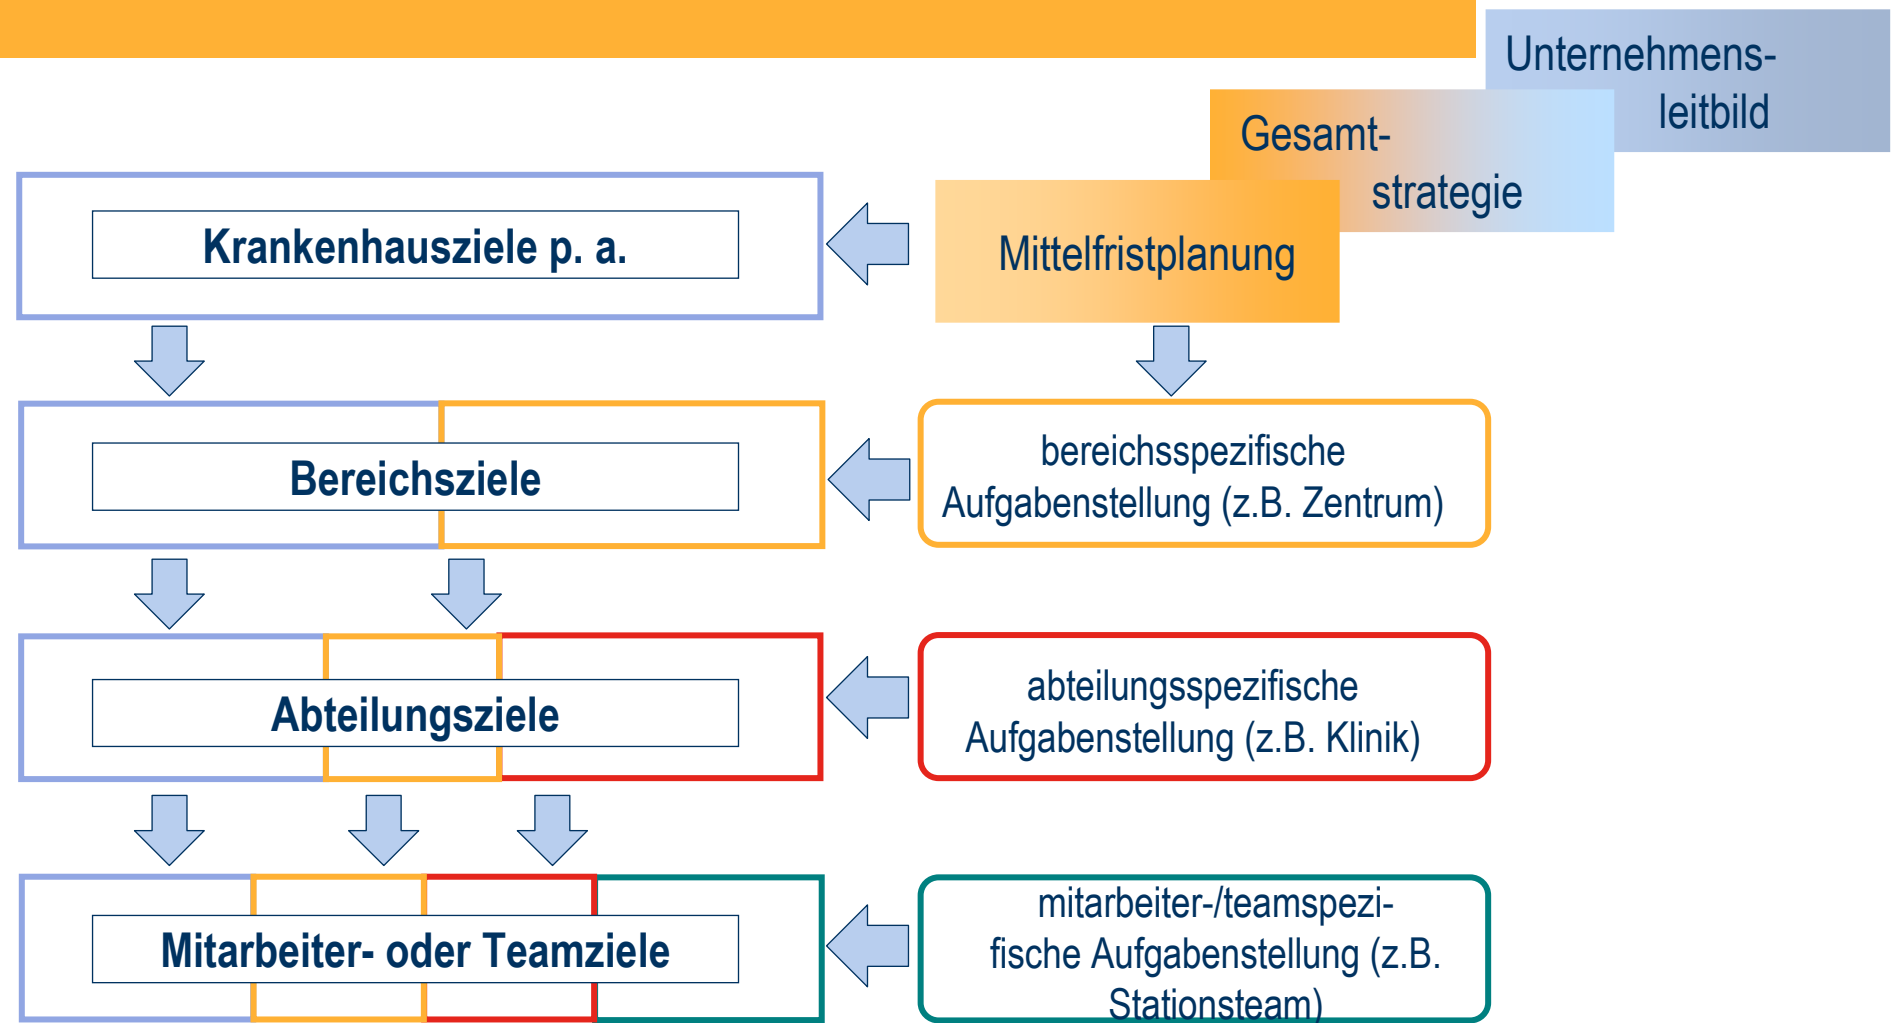 Unternehmens-
leitbild
Gesamt-
strategie
Mittelfristplanung
Krankenhausziele p. a.
Bereichsziele
bereichsspezifische
Aufgabenstellung (z.B. Zentrum)
Abteilungsziele
abteilungsspezifische
Aufgabenstellung (z.B. Klinik)
Mitarbeiter- oder Teamziele
mitarbeiter-/teamspezi-
fische Aufgabenstellung (z.B.
Stationsteam)